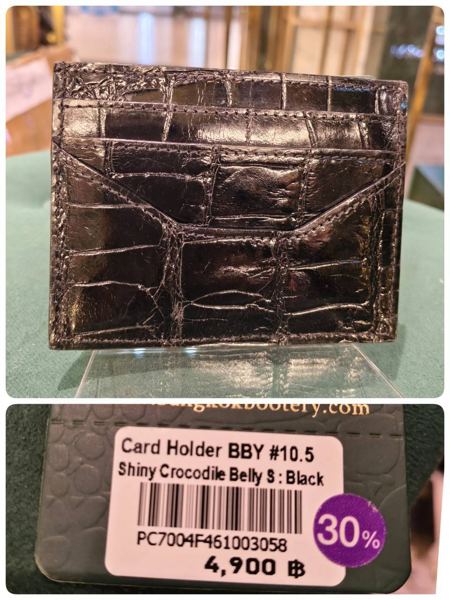 bangkokbootery.com
Card Holder BBY #10.5
Shiny Crocodile Belly S : Black
PC7004F461003058
30%
4,900 ฿